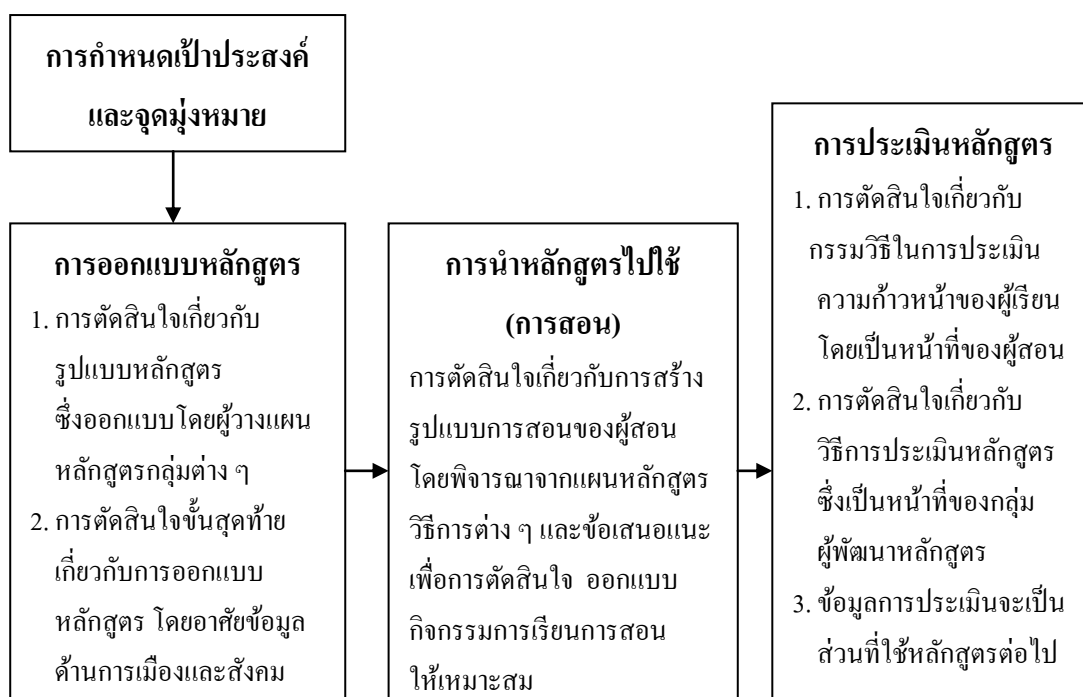 การกำหนดเป้าประสงค์
และจุดมุ่งหมาย
การออกแบบหลักสูตร
1. การตัดสินใจเกี่ยวกับ
รูปแบบหลักสูตร
ซึ่งออกแบบโดยผู้วางแผน
หลักสูตรกลุ่มต่าง ๆ
2. การตัดสินใจขั้นสุดท้าย
เกี่ยวกับการออกแบบ
หลักสูตร โดยอาศัยข้อมูล
ด้านการเมืองและสังคม
การนำหลักสูตรไปใช้
(การสอน)
การตัดสินใจเกี่ยวกับการสร้าง
รูปแบบการสอนของผู้สอน
โดยพิจารณาจากแผนหลักสูตร
วิธีการต่าง ๆ และข้อเสนอแนะ
เพื่อการตัดสินใจ ออกแบบ
กิจกรรมการเรียนการสอน
ให้เหมาะสม
การประเมินหลักสูตร
1. การตัดสินใจเกี่ยวกับ
กรรมวิธีในการประเมิน
ความก้าวหน้าของผู้เรียน
โดยเป็นหน้าที่ของผู้สอน
2. การตัดสินใจเกี่ยวกับ
วิธีการประเมินหลักสูตร
ซึ่งเป็นหน้าที่ของกลุ่ม
ผู้พัฒนาหลักสูตร
3. ข้อมูลการประเมินจะเป็น
ส่วนที่ใช้หลักสูตรต่อไป